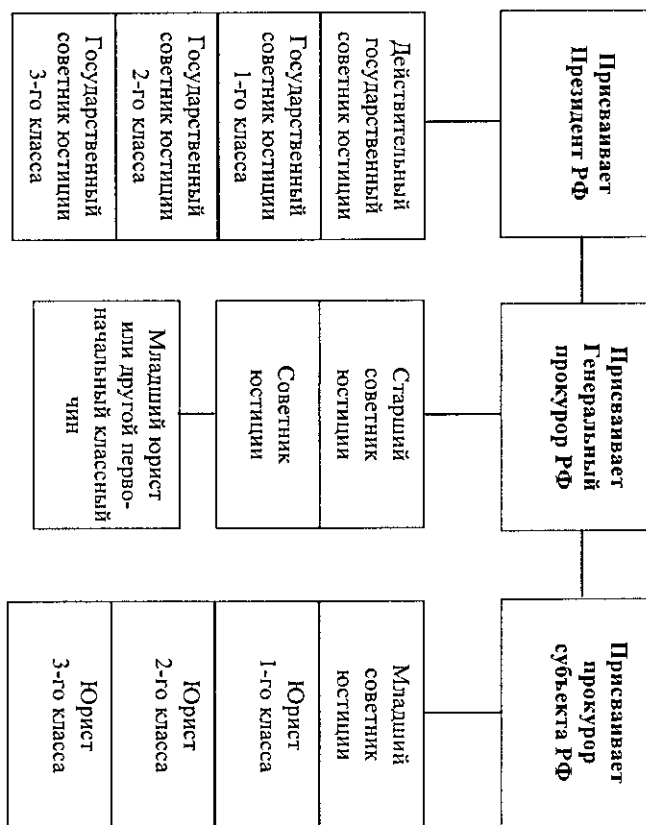 Присваивает
Президент РФ
Действительный
государственный
советник юстиции
Государственный
советник юстиции
1-го класса
Государственный
советник юстиции
2-го класса
Государственный
советник юстиции
3-го класса
Присваивает
Генеральный
прокурор РФ
Старший
советник
юстиции
Советник
юстиции
Младший юрист
или другой перво-
начальный классный
чин
Присваивает
прокурор
субъекта РФ
Младший
советник
юстиции
Юрист
1-го класса
Юрист
2-го класса
Юрист
3-го класса